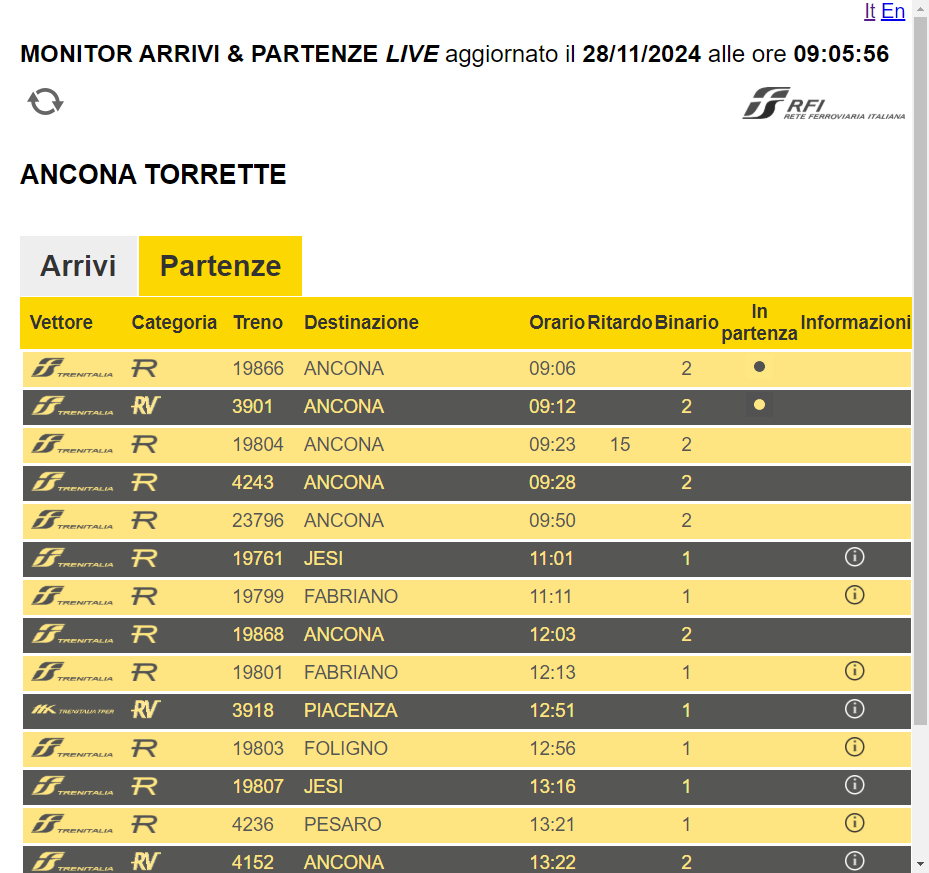 It En
MONITOR ARRIVI & PARTENZE LIVE aggiornato il 28/11/2024 alle ore 09:05:56
RFI
RETE FERROVIARIA ITALIANA
ANCONA TORRETTE
Arrivi Partenze
Vettore Categoria Treno Destinazione Orario Ritardo Binario In partenza Informazioni
TRENITALIA R 19866 ANCONA 09:06 2
TRENITALIA RV 3901 ANCONA 09:12 2
TRENITALIA R 19804 ANCONA 09:23 15 2
TRENITALIA R 4243 ANCONA 09:28 2
TRENITALIA R 23796 ANCONA 09:50 2
TRENITALIA R 19761 JESI 11:01 1
TRENITALIA R 19799 FABRIANO 11:11 1
TRENITALIA R 19868 ANCONA 12:03 2
TRENITALIA R 19801 FABRIANO 12:13 1
TRENITALIA TPER RV 3918 PIACENZA 12:51 1
TRENITALIA R 19803 FOLIGNO 12:56 1
TRENITALIA R 19807 JESI 13:16 1
TRENITALIA R 4236 PESARO 13:21 1
TRENITALIA RV 4152 ANCONA 13:22 2